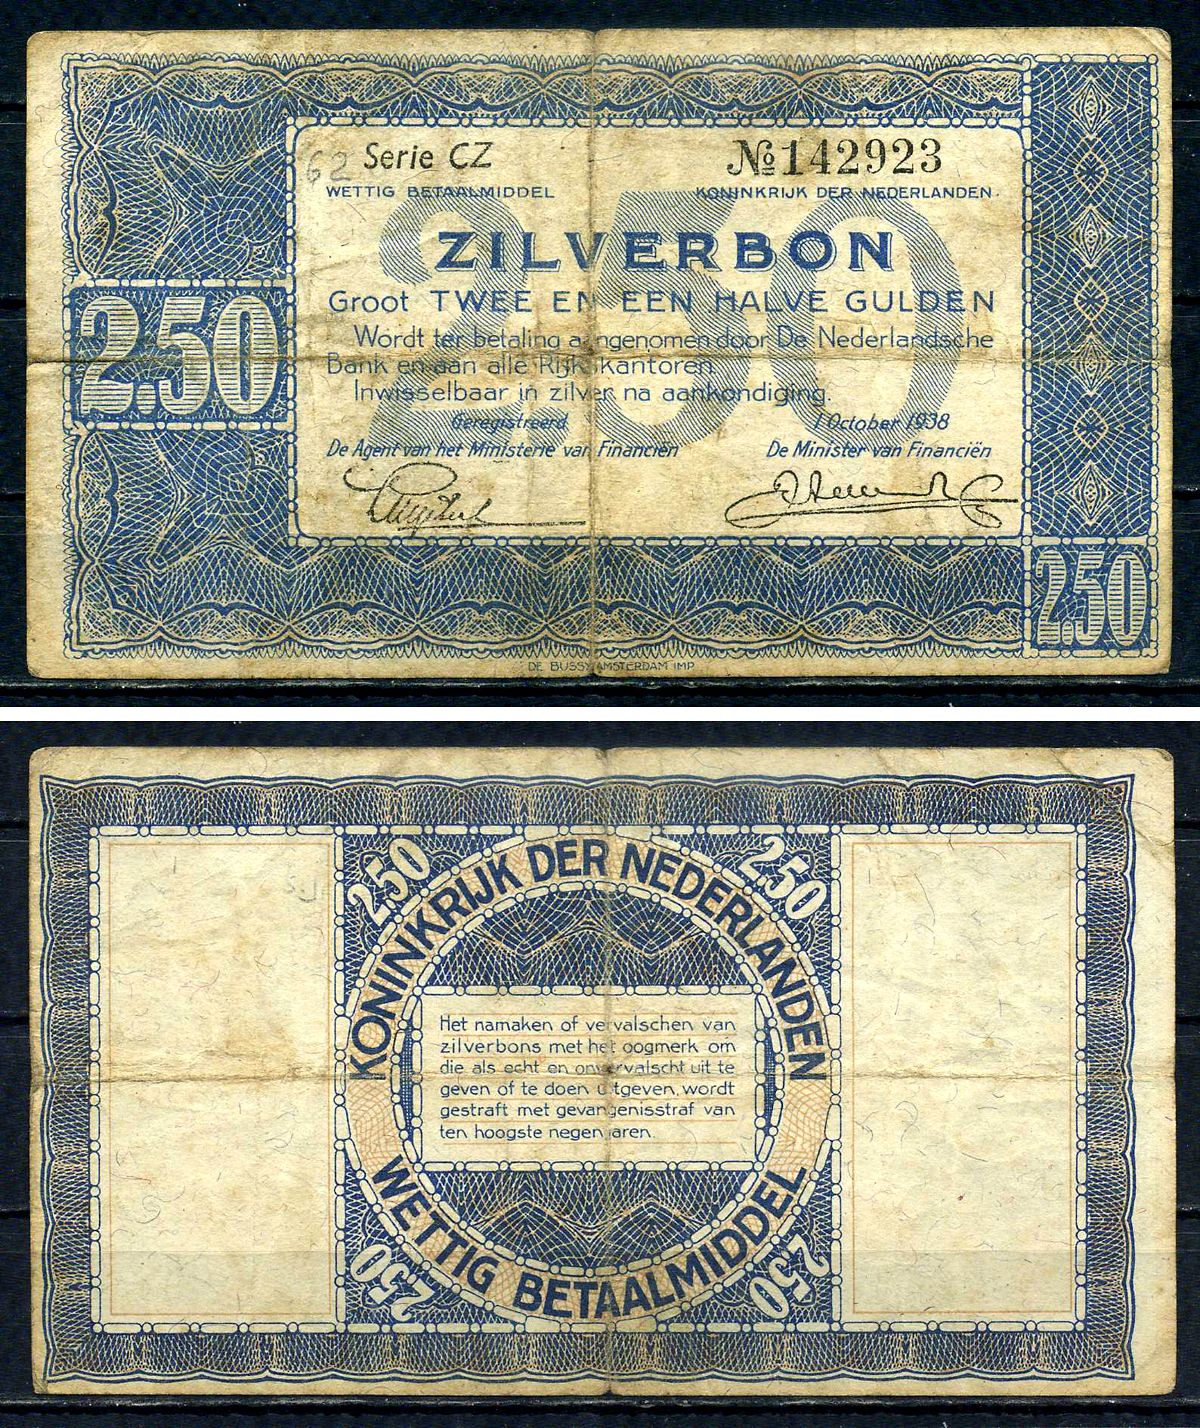 62 Serie CZ
№142923
WETTIG BETAALMIDDEL
KONINKRIJK DER NEDERLANDEN.
2.50
ZILVERBON
Groot TWEE EN EEN HALVE GULDEN
Wordt ter betaling aangenomen door De Nederlandsche
Bank en aan alle Rijkskantoren.
Inwisselbaar in zilver na aankondiging.
2.50
Geregistreerd
1 October 1938
De Agent van het Ministerie van Financiën
De Minister van Financiën
2.50
DE BUSSY AMSTERDAM IMP.
2.50
2.50
KONINKRIJK DER NEDERLANDEN
Het namaken of vervalschen van
zilverbons met het oogmerk om
die als echt en onvervalscht uit te
geven of te doen uitgeven, wordt
gestraft met gevangenisstraf van
ten hoogste negen jaren.
WETTIG BETAALMIDDEL
2.50
2.50